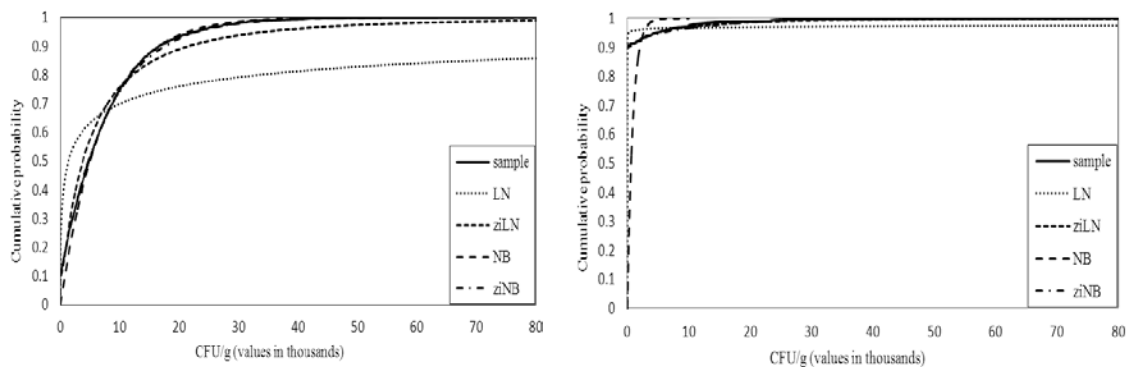 1
0.9
0.8
0.7
0.6
0.5
0.4
0.3
0.2
0.1
0
Cumulative probability
0 10 20 30 40 50 60 70 80
CFU/g (values in thousands)
sample
LN
ziLN
NB
ziNB
1
0.9
0.8
0.7
0.6
0.5
0.4
0.3
0.2
0.1
0
Cumulative probability
0 10 20 30 40 50 60 70 80
CFU/g (values in thousands)
sample
LN
ziLN
NB
ziNB